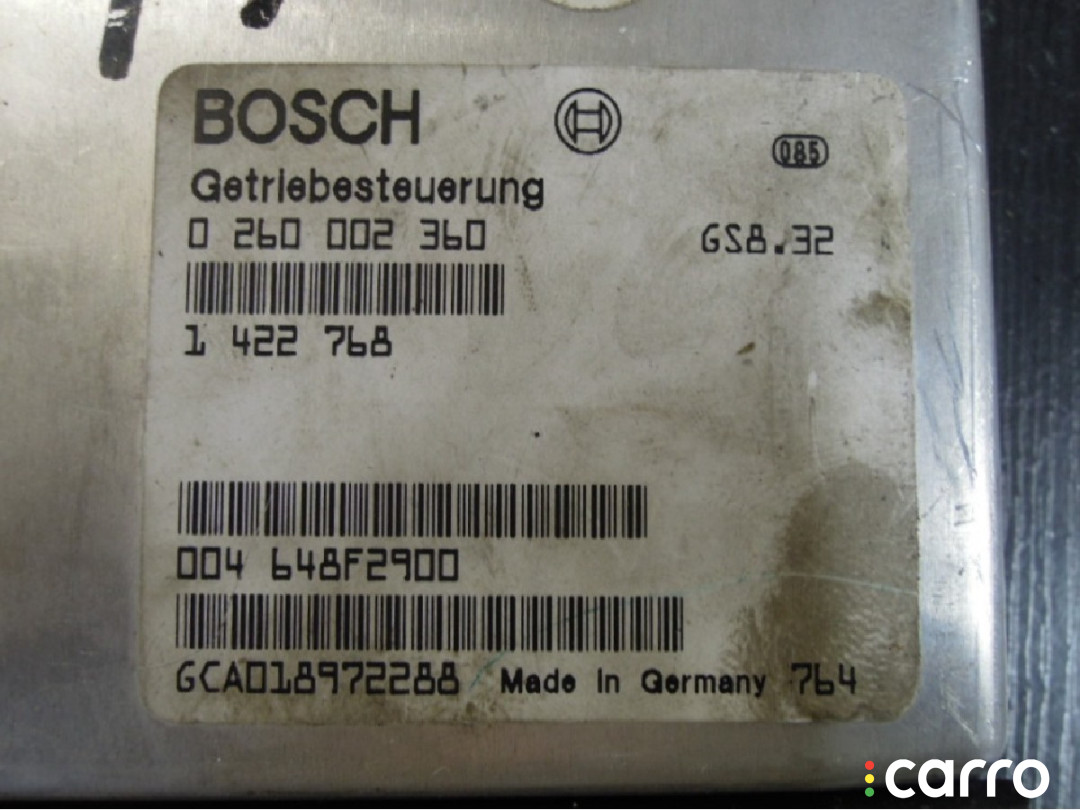 BOSCH
085
Getriebesteuerung
0 260 002 360 GS8.32
1 422 768
004 648F2900
GCA018972288 Made in Germany 764
carro